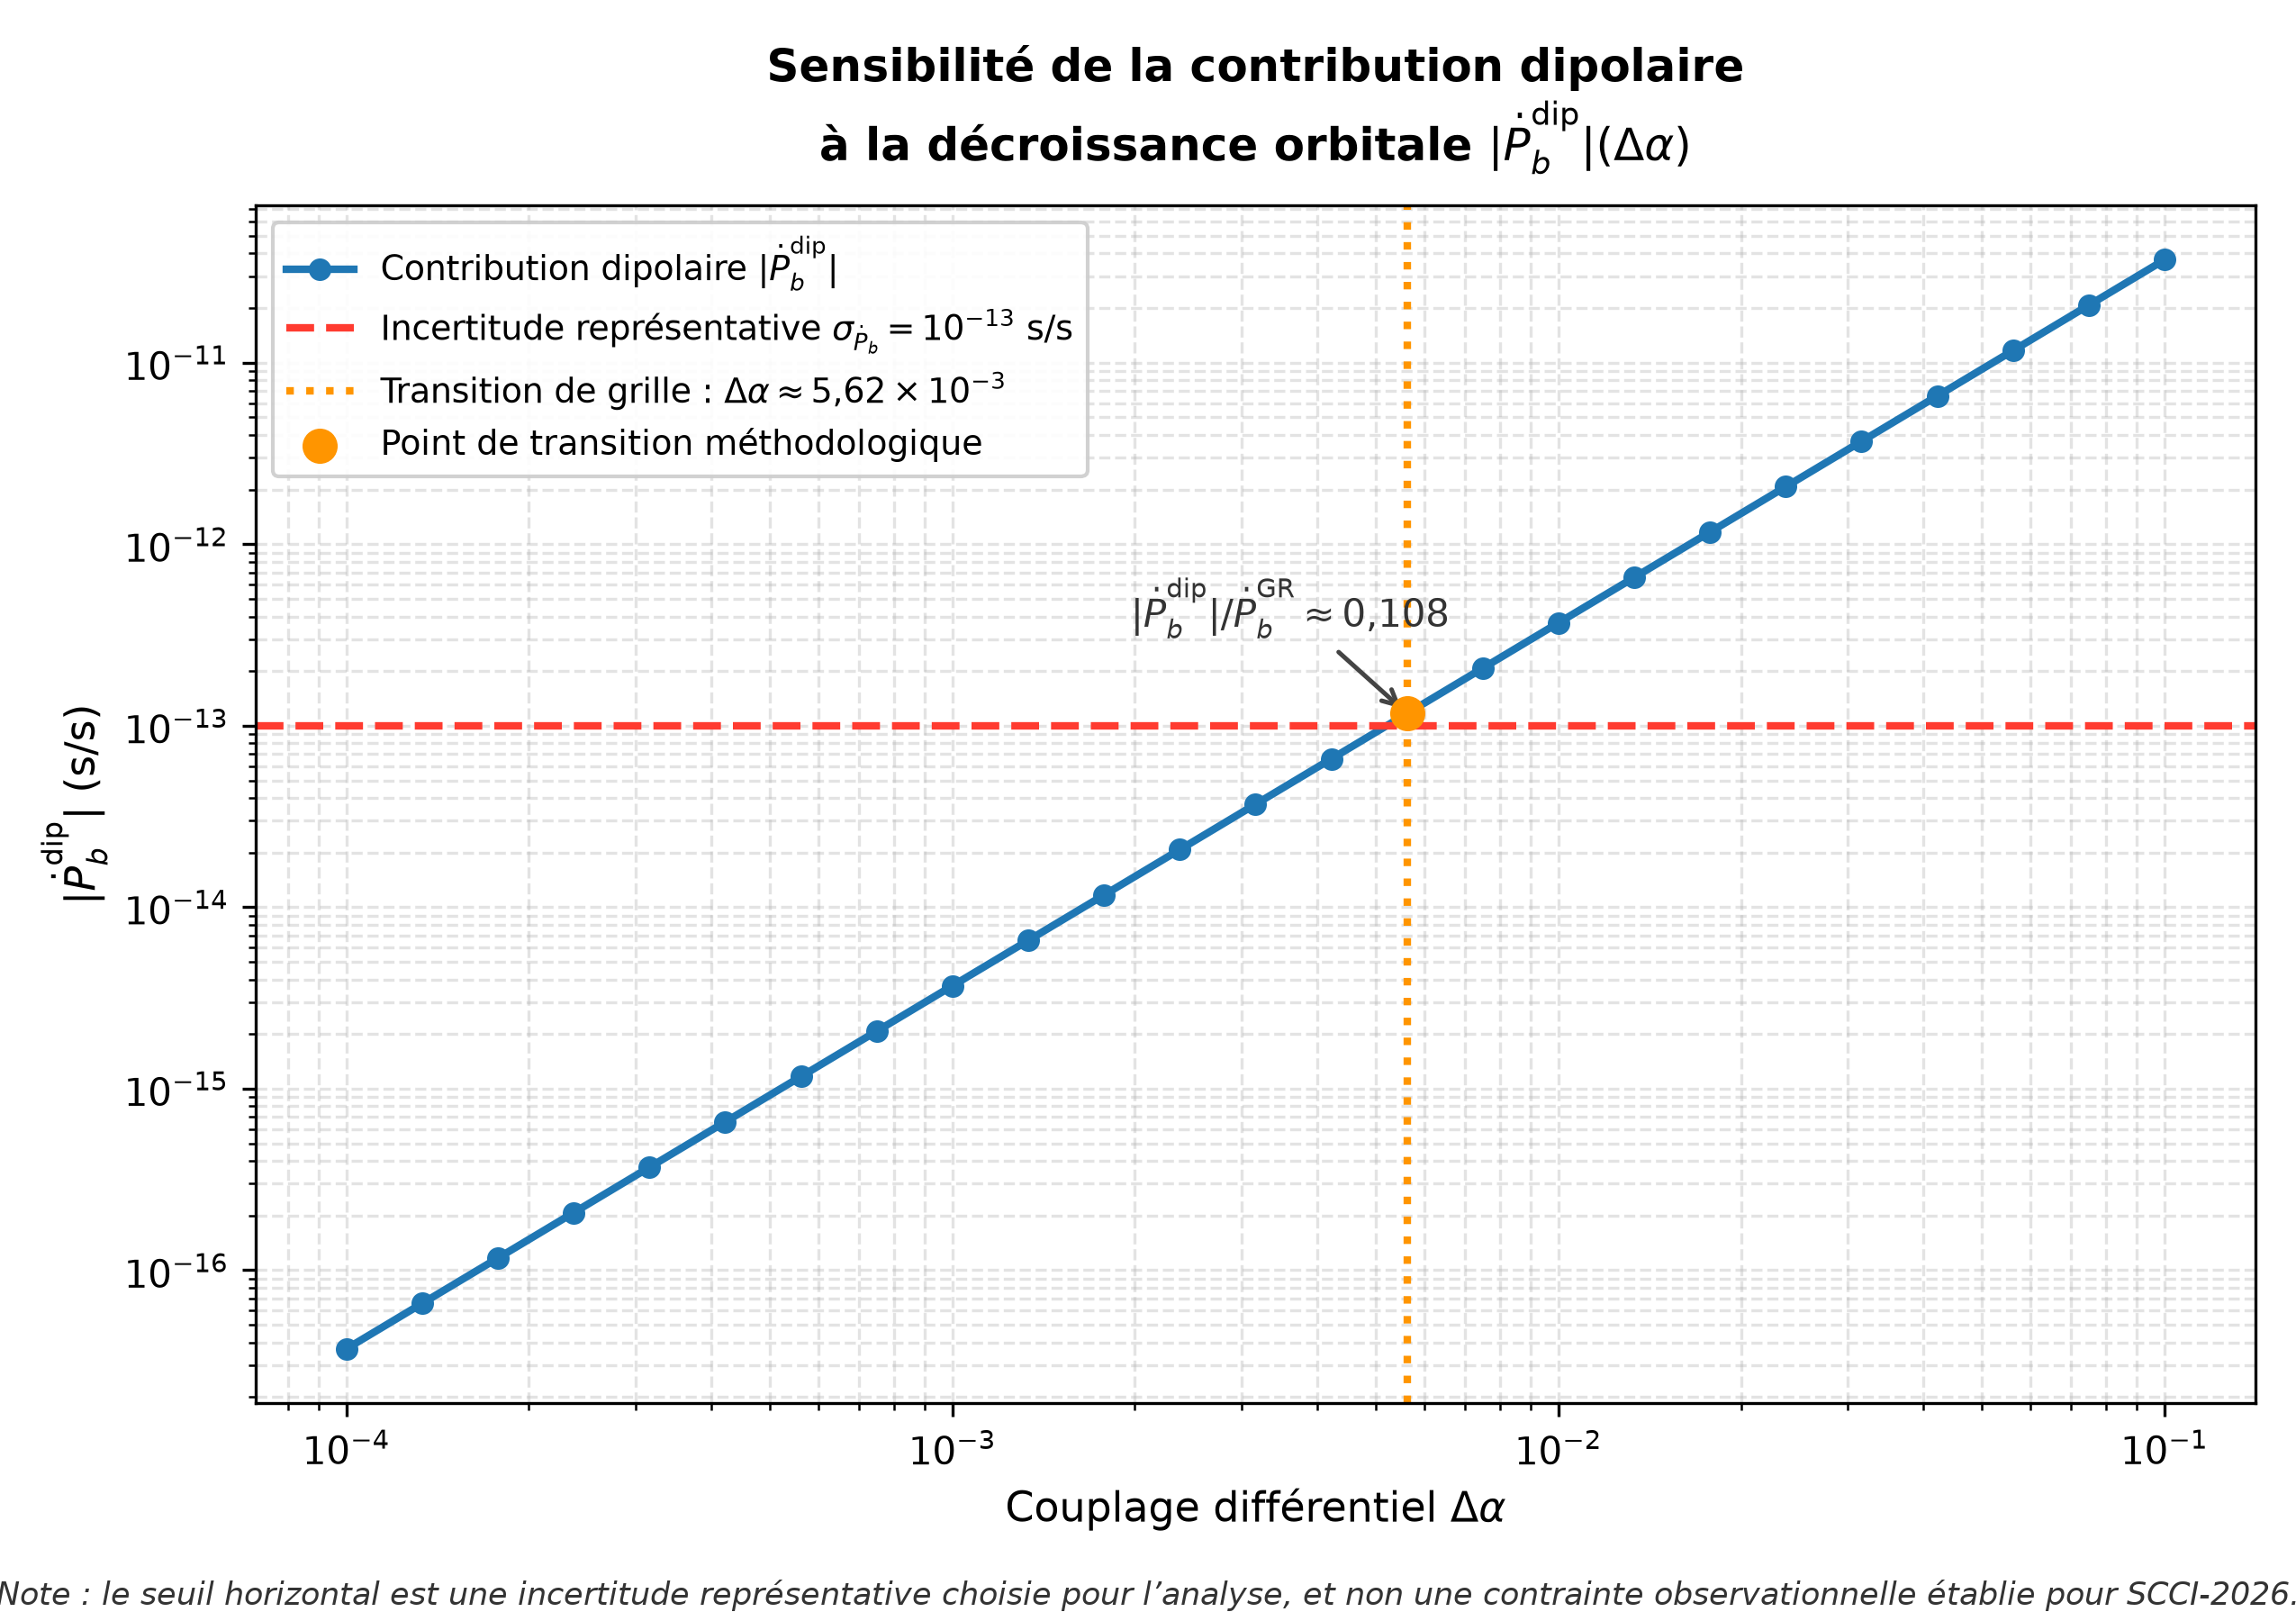 Sensibilité de la contribution dipolaire
à la décroissance orbitale |Ṗ_b^dip|(Δα)
Contribution dipolaire |Ṗ_b^dip|
Incertitude représentative σ_Ṗ_b = 10⁻¹³ s/s
Transition de grille : Δα ≈ 5,62 × 10⁻³
Point de transition méthodologique
|Ṗ_b^dip|/Ṗ_b^GR ≈ 0,108
|Ṗ_b^dip| (s/s)
10⁻¹¹
10⁻¹²
10⁻¹³
10⁻¹⁴
10⁻¹⁵
10⁻¹⁶
10⁻⁴
10⁻³
10⁻²
10⁻¹
Couplage différentiel Δα
Note : le seuil horizontal est une incertitude représentative choisie pour l’analyse, et non une contrainte observationnelle établie pour SCCI-2026.